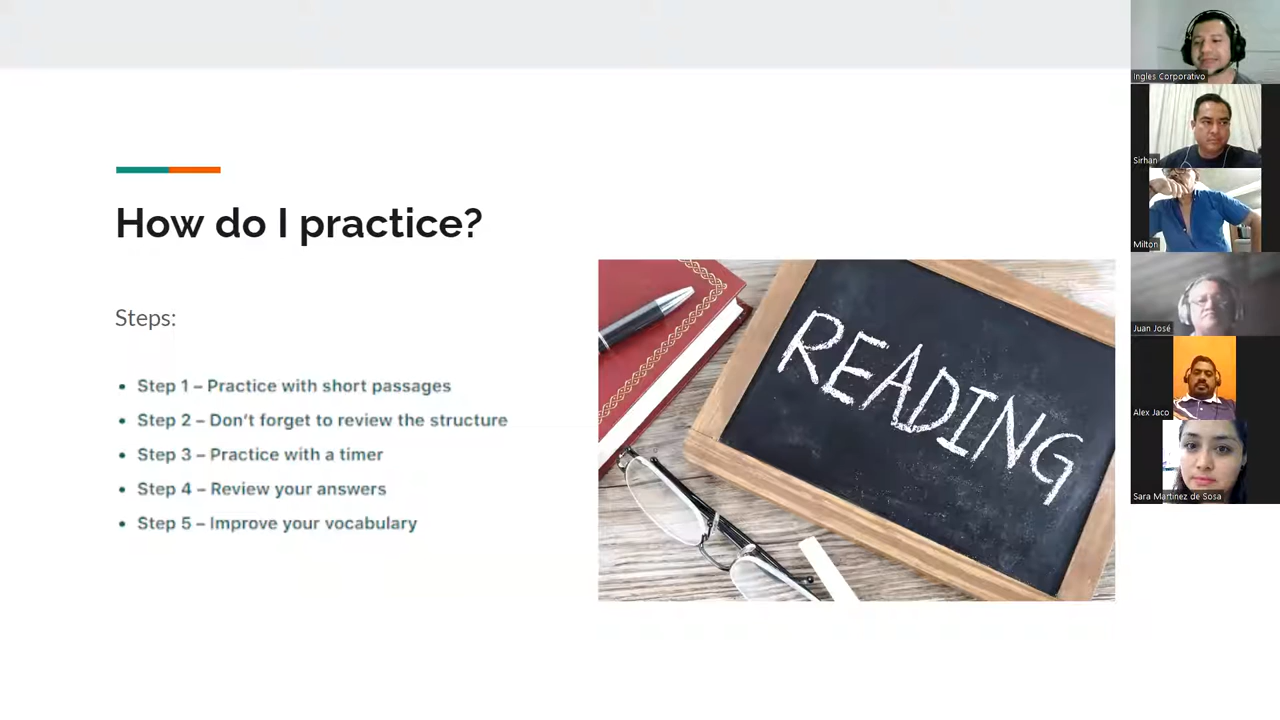 How do I practice?
Steps:
• Step 1 – Practice with short passages
• Step 2 – Don't forget to review the structure
• Step 3 – Practice with a timer
• Step 4 – Review your answers
• Step 5 – Improve your vocabulary
READING
Ingles Corporativo
Sirhan
Milton
Juan José
Alex Jaco
Sara Martinez de Sosa